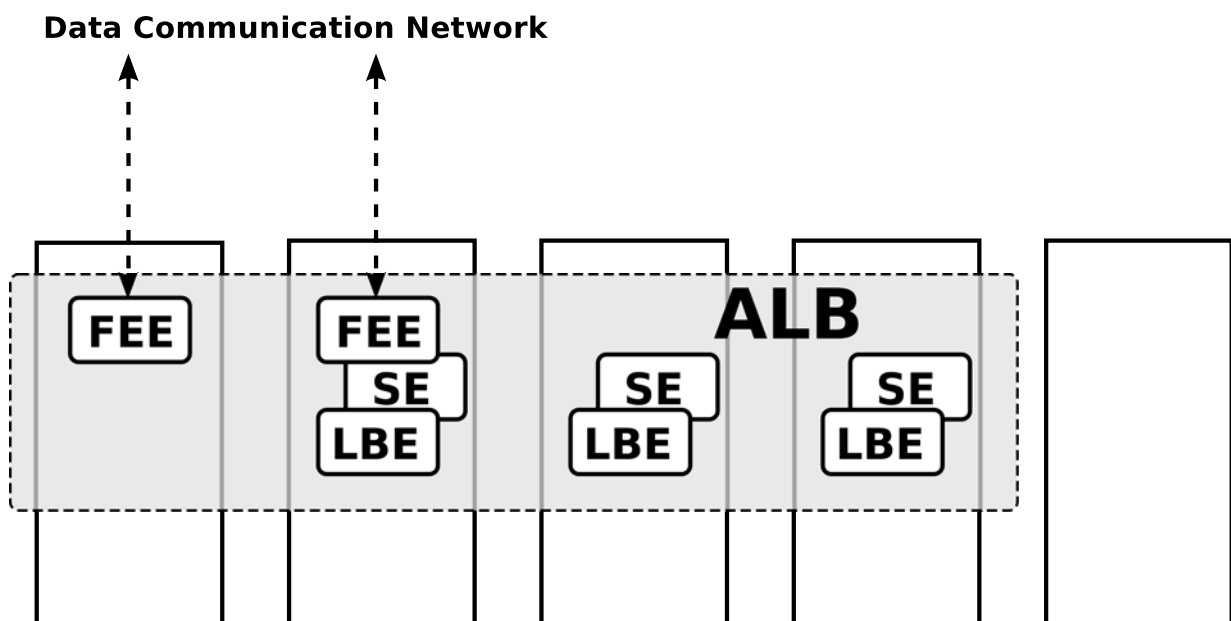 Data Communication Network
ALB
FEE
FEE
SE
SE
SE
LBE
LBE
LBE